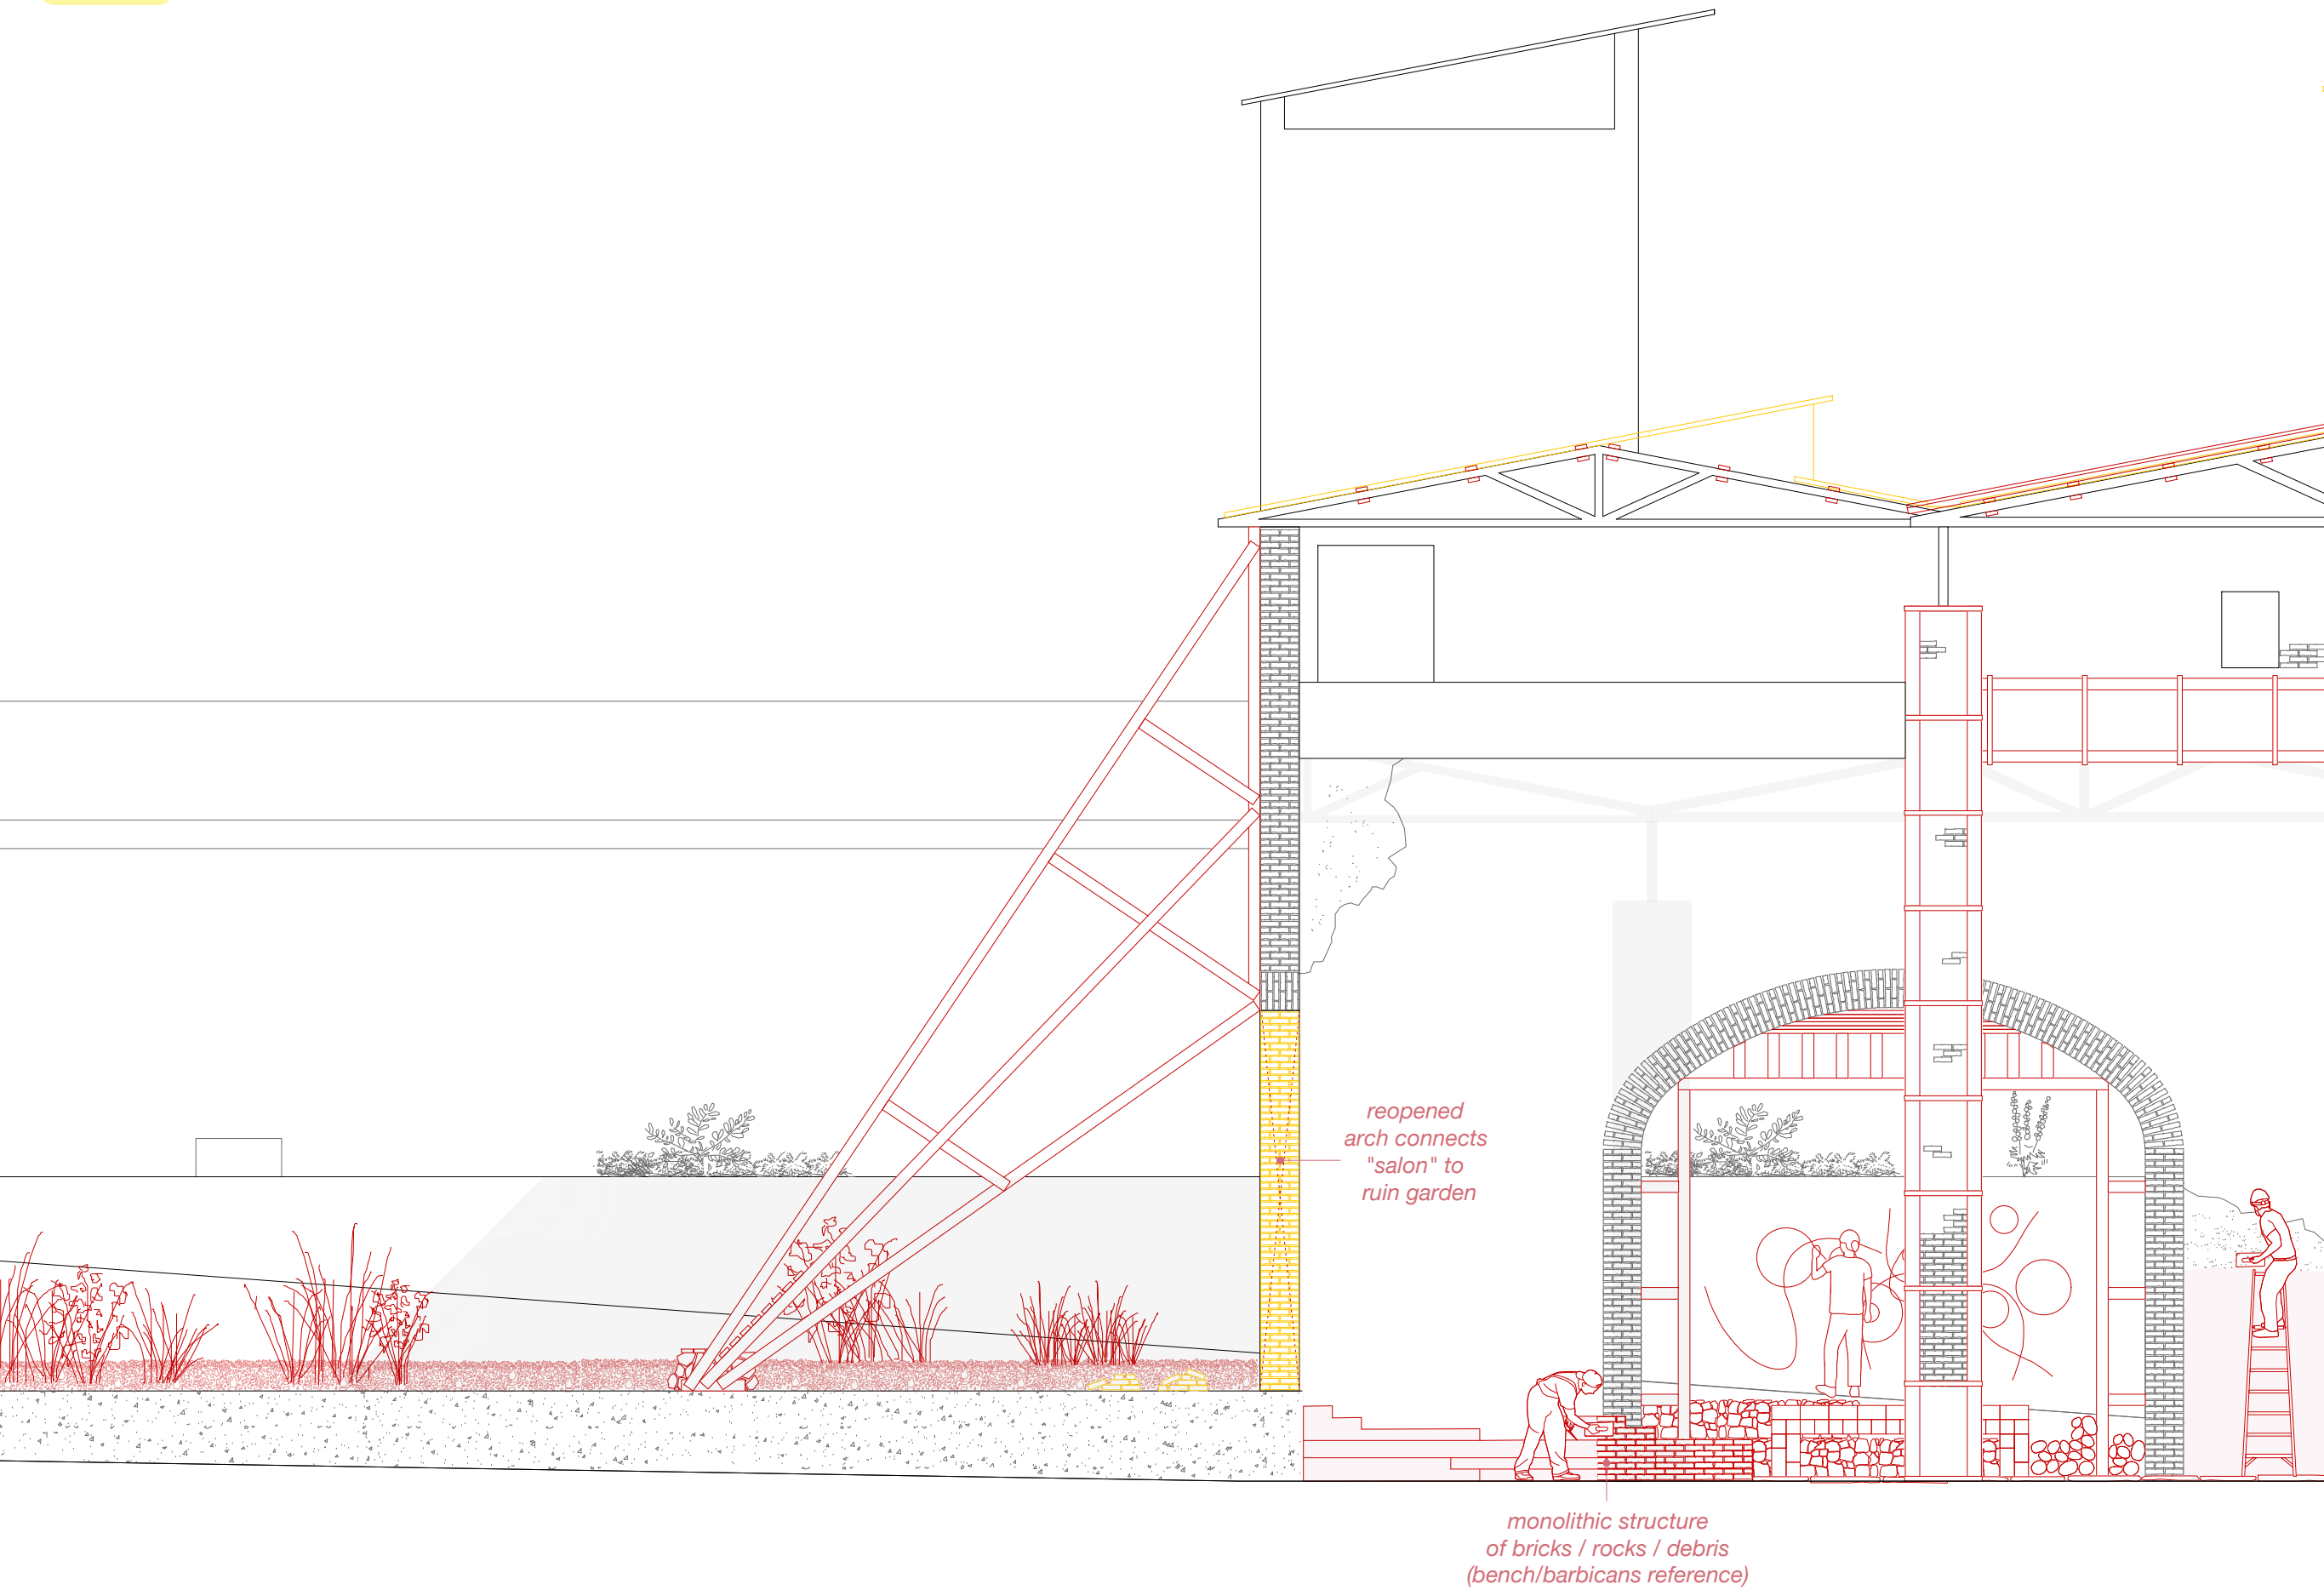 reopened
arch connects
"salon" to
ruin garden
monolithic structure
of bricks / rocks / debris
(bench/barbicans reference)